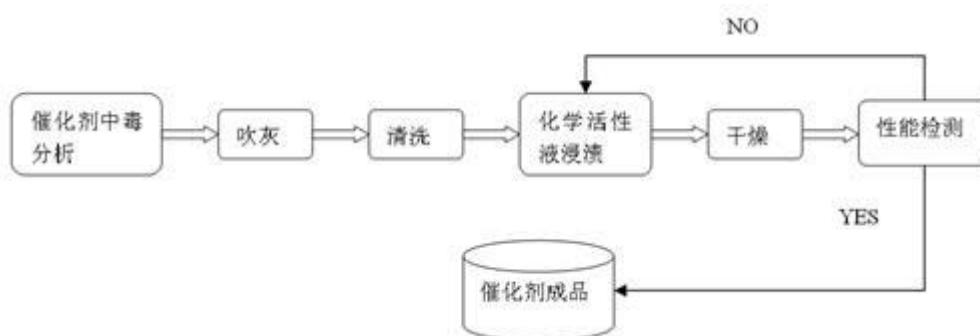 NO
催化剂中毒
分析
吹灰
清洗
化学活性
液浸渍
干燥
性能检测
YES
催化剂成品